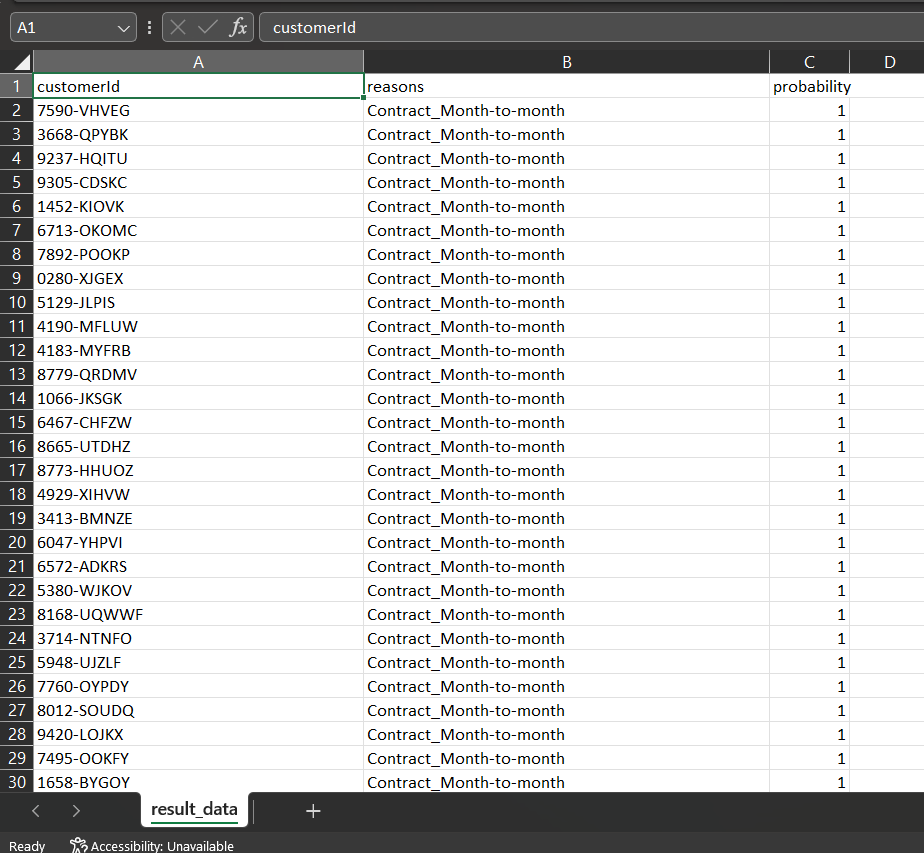 A1 fx customerId
A B C D
1 customerId reasons probability
2 7590-VHVEG Contract_Month-to-month 1
3 3668-QPYBK Contract_Month-to-month 1
4 9237-HQITU Contract_Month-to-month 1
5 9305-CDSKC Contract_Month-to-month 1
6 1452-KIOVK Contract_Month-to-month 1
7 6713-OKOMC Contract_Month-to-month 1
8 7892-POOKP Contract_Month-to-month 1
9 0280-XJGEX Contract_Month-to-month 1
10 5129-JLPIS Contract_Month-to-month 1
11 4190-MFLUW Contract_Month-to-month 1
12 4183-MYFRB Contract_Month-to-month 1
13 8779-QRDMV Contract_Month-to-month 1
14 1066-JKSGK Contract_Month-to-month 1
15 6467-CHFZW Contract_Month-to-month 1
16 8665-UTDHZ Contract_Month-to-month 1
17 8773-HHUOZ Contract_Month-to-month 1
18 4929-XIHVW Contract_Month-to-month 1
19 3413-BMNZE Contract_Month-to-month 1
20 6047-YHPVI Contract_Month-to-month 1
21 6572-ADKRS Contract_Month-to-month 1
22 5380-WJKOV Contract_Month-to-month 1
23 8168-UQWWF Contract_Month-to-month 1
24 3714-NTNFO Contract_Month-to-month 1
25 5948-UJZLF Contract_Month-to-month 1
26 7760-OYPDY Contract_Month-to-month 1
27 8012-SOUDQ Contract_Month-to-month 1
28 9420-LOJKX Contract_Month-to-month 1
29 7495-OOKFY Contract_Month-to-month 1
30 1658-BYGOY Contract_Month-to-month 1
result_data
Ready Accessibility: Unavailable